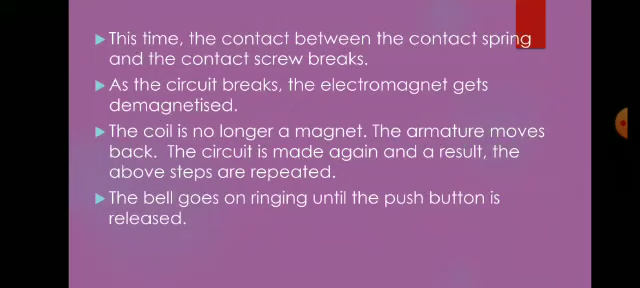 This time, the contact between the contact spring
and the contact screw breaks.
As the circuit breaks, the electromagnet gets
demagnetised.
The coil is no longer a magnet. The armature moves
back. The circuit is made again and a result, the
above steps are repeated.
The bell goes on ringing until the push button is
released.